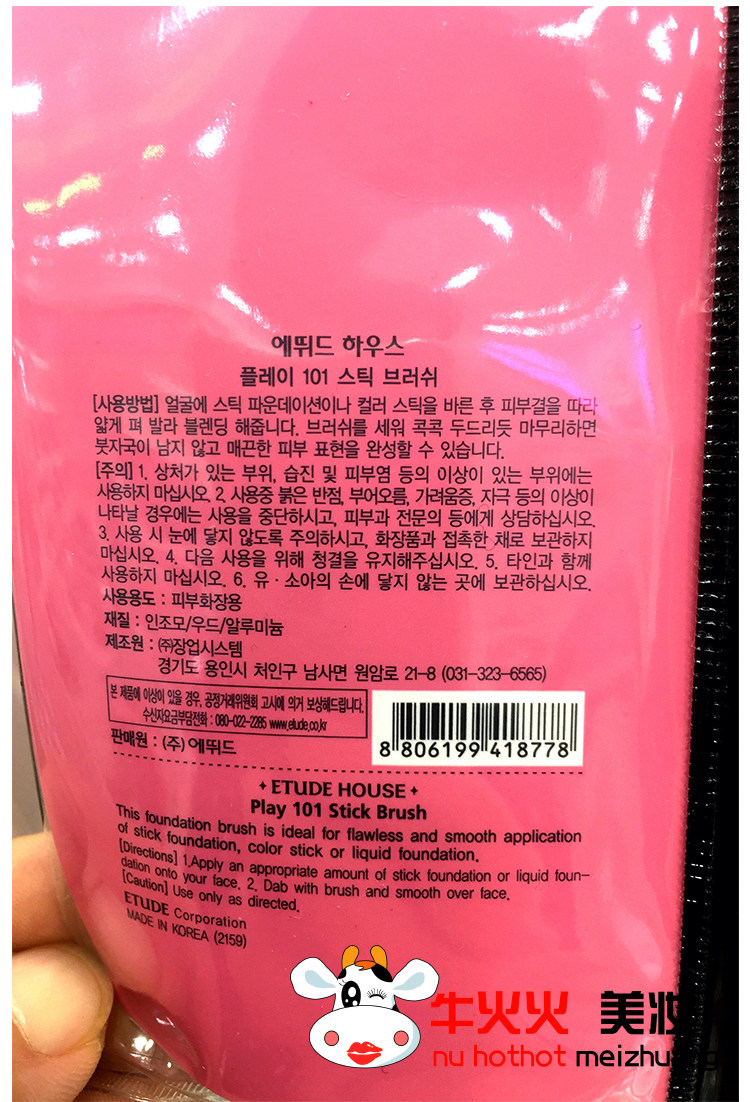 에뛰드 하우스
플레이 101 스틱 브러쉬
[사용방법] 얼굴에 스틱 파운데이션이나 컬러 스틱을 바른 후 피부결을 따라
얇게 펴 발라 블렌딩 해줍니다. 브러쉬를 세워 콕콕 두드리듯 마무리하면
붓자국이 남지 않고 매끈한 피부 표현을 완성할 수 있습니다.
[주의] 1. 상처가 있는 부위, 습진 및 피부염 등의 이상이 있는 부위에는
사용하지 마십시오. 2. 사용중 붉은 반점, 부어오름, 가려움증, 자극 등의 이상이
나타날 경우에는 사용을 중단하시고, 피부과 전문의 등에게 상담하십시오.
3. 사용 시 눈에 닿지 않도록 주의하시고, 화장품과 접촉한 채로 보관하지
마십시오. 4. 다음 사용을 위해 청결을 유지해주십시오. 5. 타인과 함께
사용하지 마십시오. 6. 유·소아의 손에 닿지 않는 곳에 보관하십시오.
사용용도 : 피부화장용
재질 : 인조모/우드/알루미늄
제조원 : ㈜장업시스템
경기도 용인시 처인구 남사면 원암로 21-8 (031-323-6565)
본 제품에 이상이 있을 경우, 공정거래위원회 고시에 의거 보상해드립니다.
수신자요금부담전화 : 080-022-2285 www.etude.co.kr
판매원 : (주)에뛰드
8 806199 418778
ETUDE HOUSE
Play 101 Stick Brush
This foundation brush is ideal for flawless and smooth application
of stick foundation, color stick or liquid foundation.
[Directions] 1.Apply an appropriate amount of stick foundation or liquid foun-
dation onto your face. 2. Dab with brush and smooth over face.
[Caution] Use only as directed.
ETUDE Corporation
MADE IN KOREA (2159)
牛火火 美妝
nu hothot meizhuang